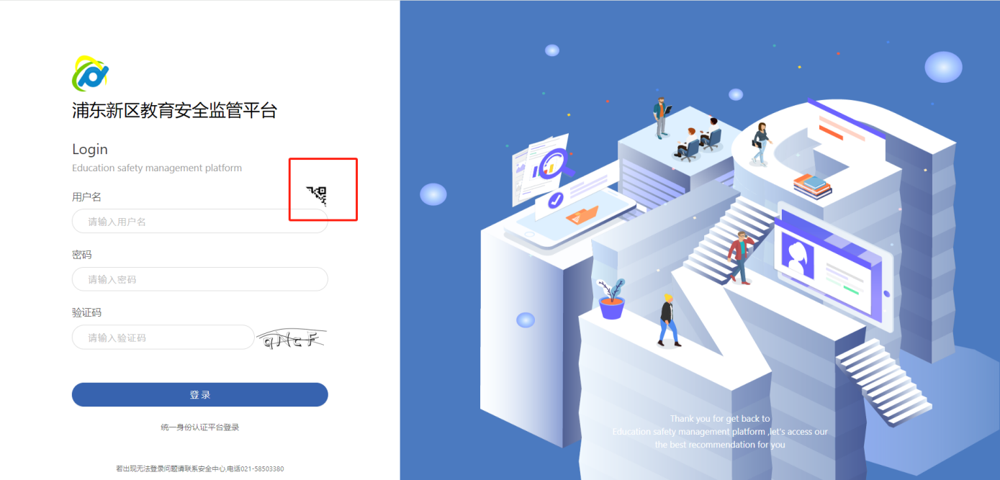 浦东新区教育安全监管平台
Login
Education safety management platform
用户名
请输入用户名
密码
请输入密码
验证码
请输入验证码
qNcF
登录
统一身份认证平台登录
若出现无法登录问题请联系安全中心,电话021-58503380
Thank you for get back to
Education safety management platform ,let's access our
the best recommendation for you